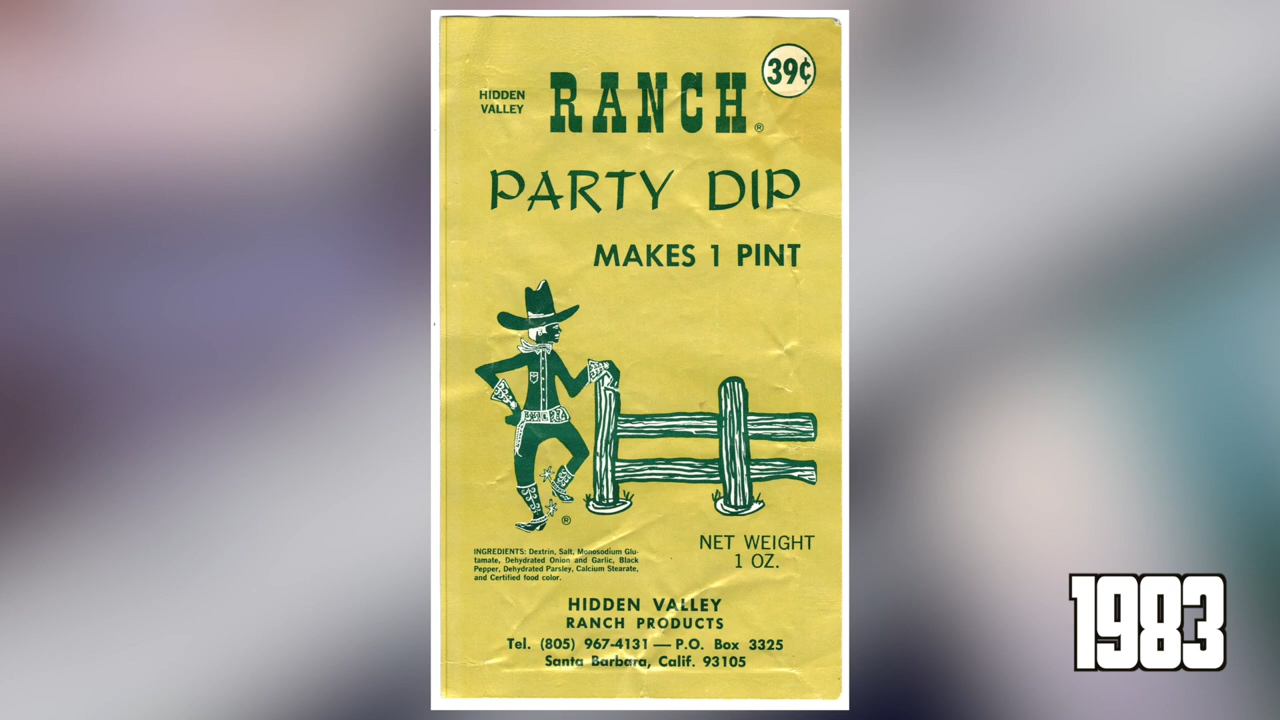 39¢
HIDDEN
VALLEY
RANCH®
PARTY DIP
MAKES 1 PINT
®
INGREDIENTS: Dextrin, Salt, Monosodium Glu-
tamate, Dehydrated Onion and Garlic, Black
Pepper, Dehydrated Parsley, Calcium Stearate,
and Certified food color.
NET WEIGHT
1 OZ.
HIDDEN VALLEY
RANCH PRODUCTS
Tel. (805) 967-4131 — P.O. Box 3325
Santa Barbara, Calif. 93105
1983